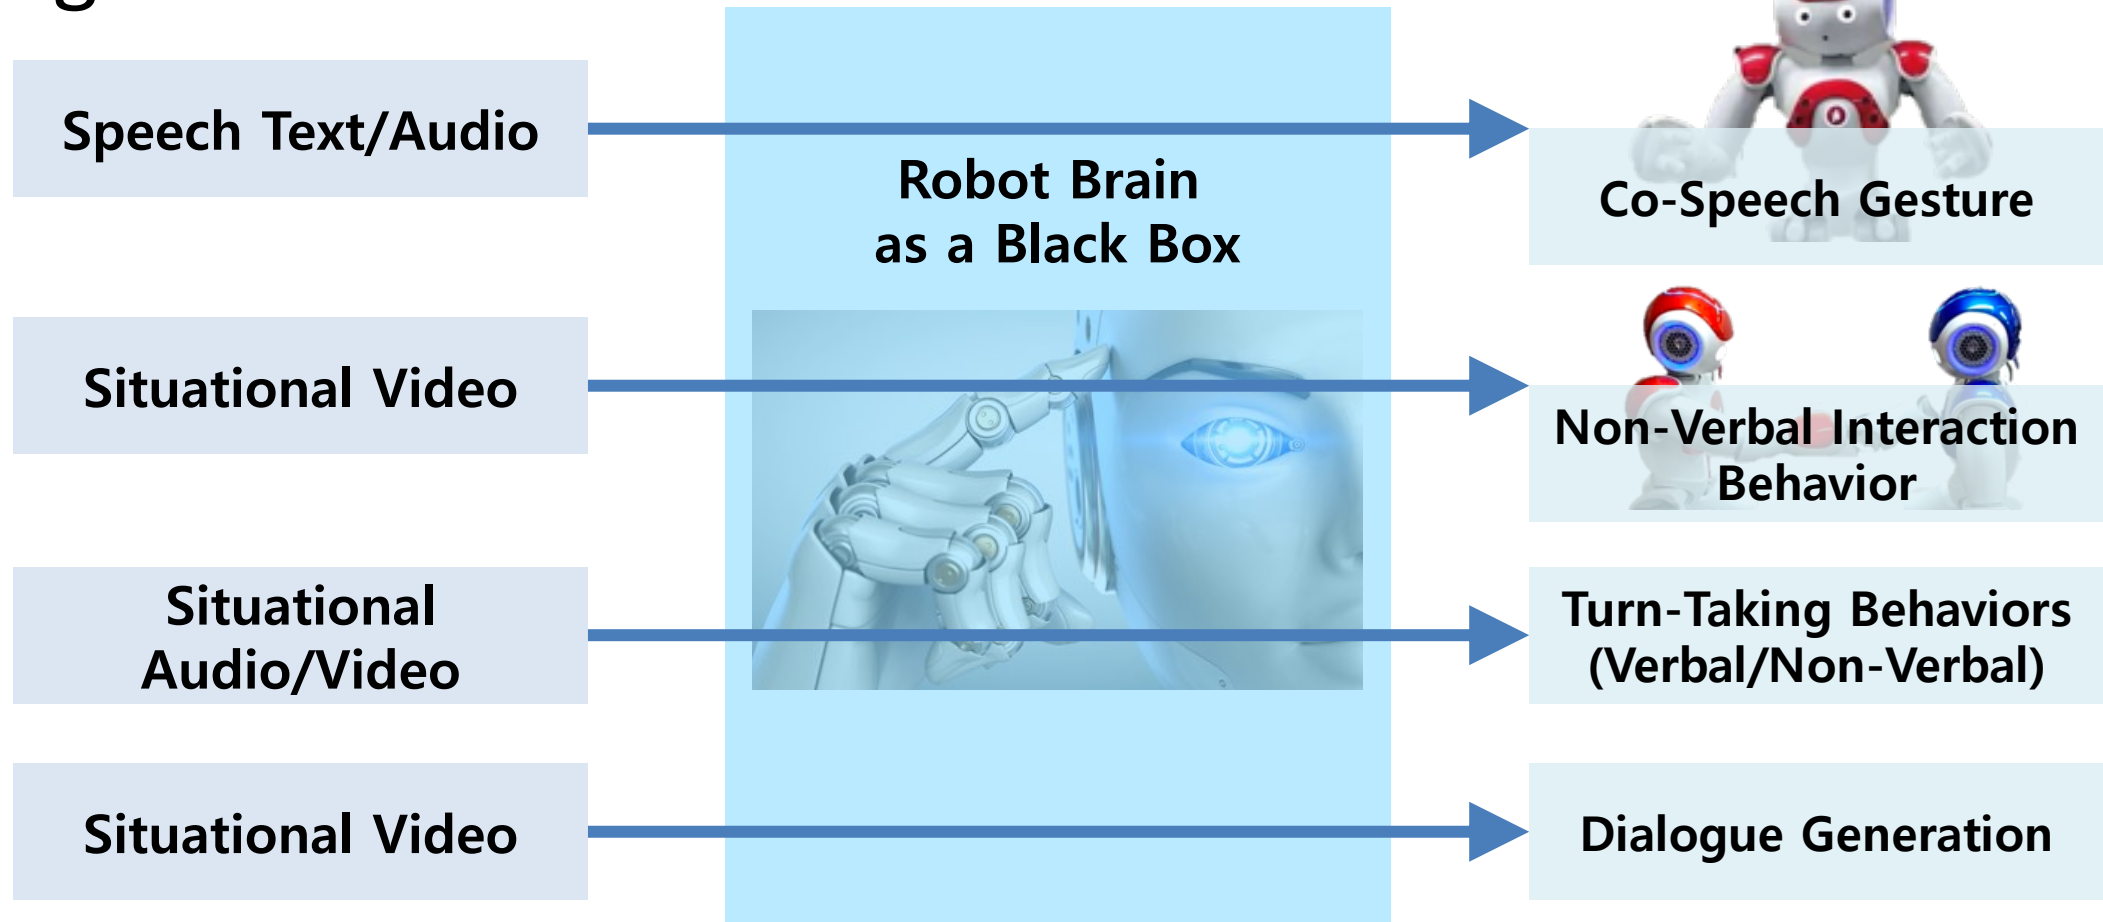 Speech Text/Audio
Robot Brain
as a Black Box
Co-Speech Gesture
Situational Video
Non-Verbal Interaction
Behavior
Situational
Audio/Video
Turn-Taking Behaviors
(Verbal/Non-Verbal)
Situational Video
Dialogue Generation